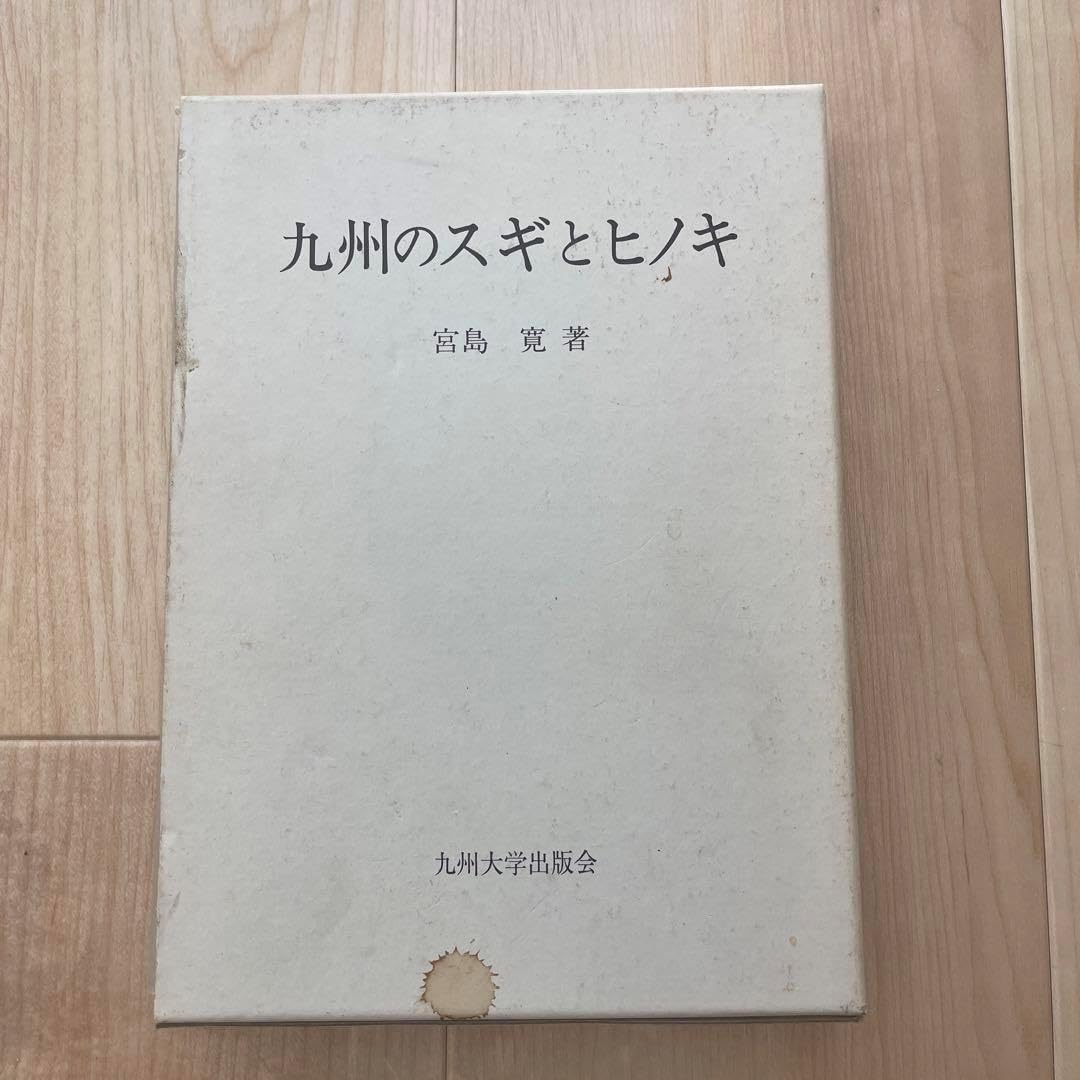 九州のスギとヒノキ
宮島 寛 著
九州大学出版会